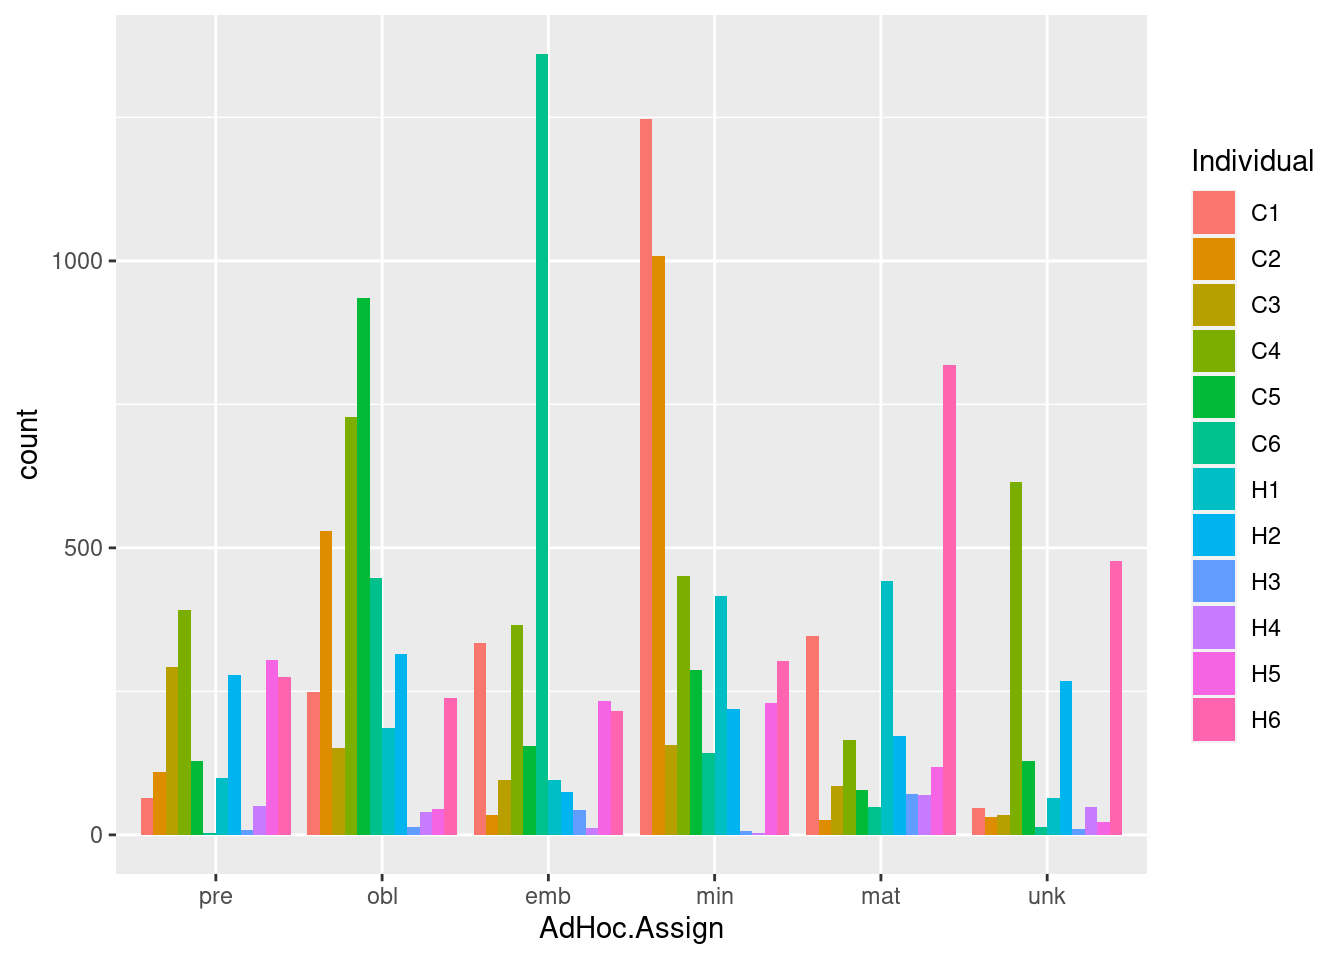 1000
500
0
count
pre obl emb min mat unk
AdHoc.Assign
Individual
C1
C2
C3
C4
C5
C6
H1
H2
H3
H4
H5
H6